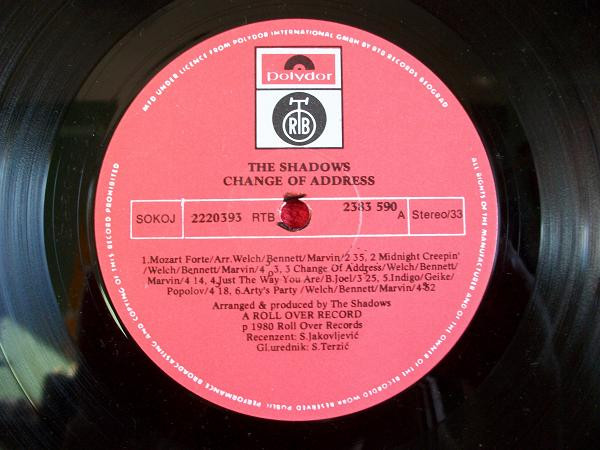 MFD UNDER LICENCE FROM POLYDOR INTERNATIONAL GMBH BY RTB RECORDS BEOGRAD
polydor
RTB
THE SHADOWS
CHANGE OF ADDRESS
SOKOJ 2220393 RTB 2383 590 A Stereo/33
1.Mozart Forte/Arr.Welch/Bennett/Marvin/2 35, 2 Midnight Creepin'
/Welch/Bennett/Marvin/4 3, 3 Change Of Address/Welch/Bennett/
Marvin/4 14, 4.Just The Way You Are/B.Joel/3 25, 5.Indigo/Geike/
Popolov/4 18, 6.Arty's Party /Welch/Bennett/Marvin/
Arranged & produced by The Shadows
A ROLL OVER RECORD
p 1980 Roll Over Records
Recenzent: S.Jakovljević
Gl.urednik: S.Terzić
ALL RIGHTS OF THE MANUFACTURER AND OF THE OWNER OF THE RECORDED WORK RESERVED
PUBLIC PERFORMANCE BROADCASTING AND COPYING OF THIS RECORD PROHIBITED